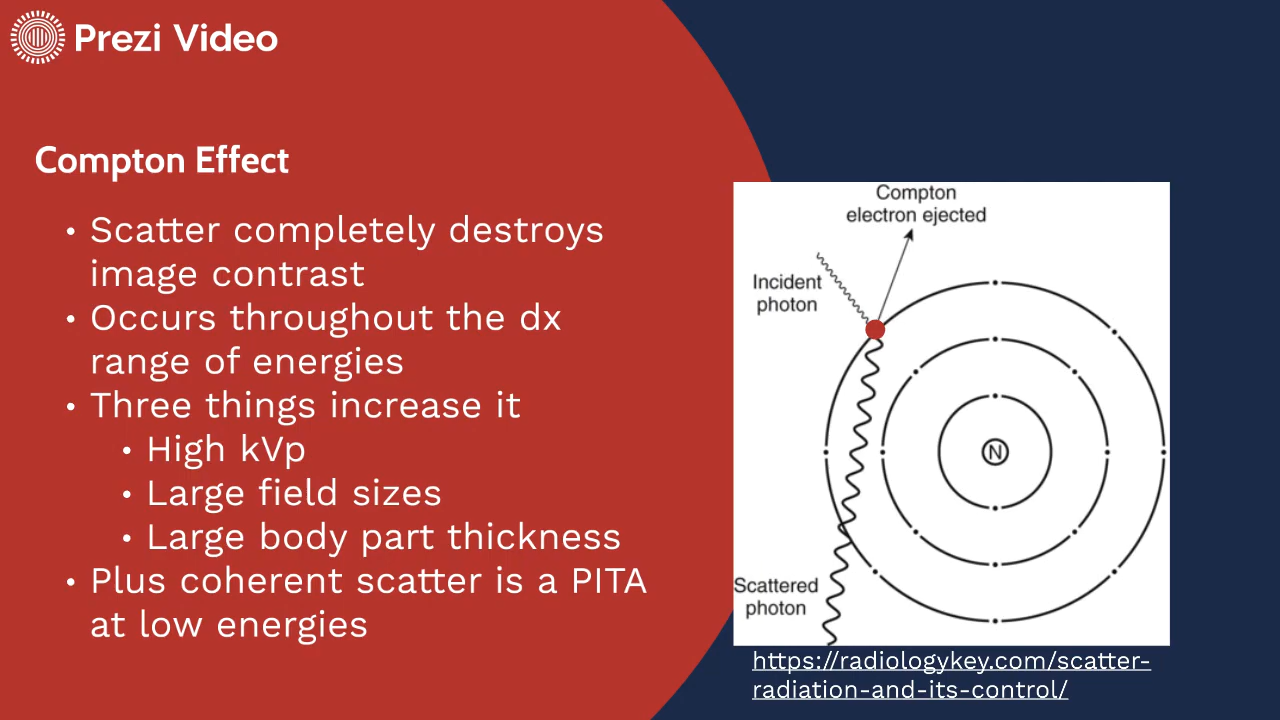 Prezi Video
Compton Effect
• Scatter completely destroys
image contrast
• Occurs throughout the dx
range of energies
• Three things increase it
• High kVp
• Large field sizes
• Large body part thickness
• Plus coherent scatter is a PITA
at low energies
Compton
electron ejected
Incident
photon
N
Scattered
photon
https://radiologykey.com/scatter-
radiation-and-its-control/